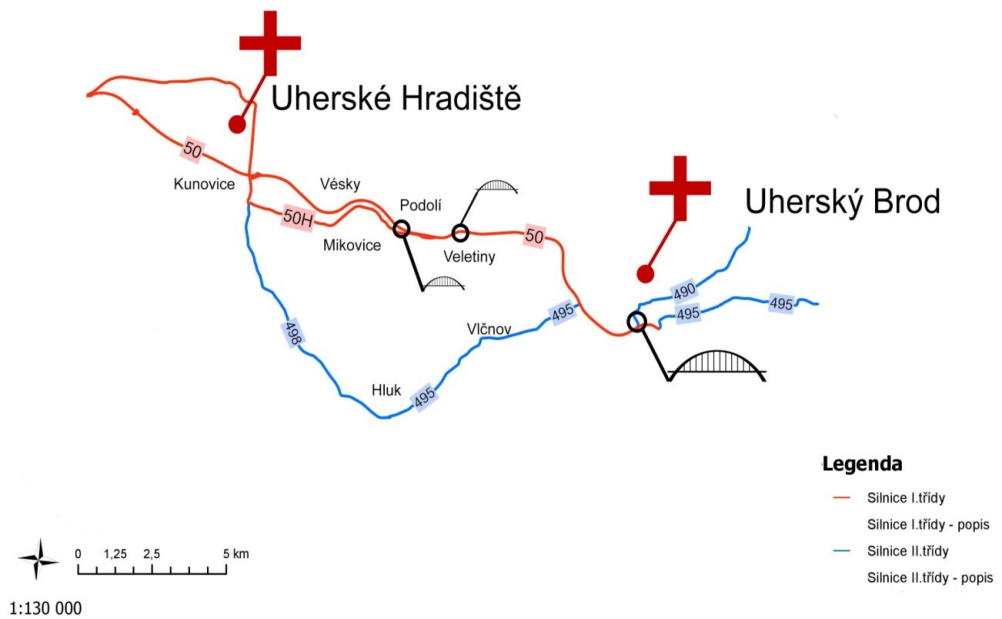 Uherské Hradiště
50
Kunovice
Vésky
50H
Mikovice
Podolí
Veletiny
50
Uherský Brod
490
495
495
495
Vlčnov
498
Hluk
495
Legenda
Silnice I.třídy
Silnice I.třídy - popis
Silnice II.třídy
Silnice II.třídy - popis
0 1,25 2,5 5 km
1:130 000